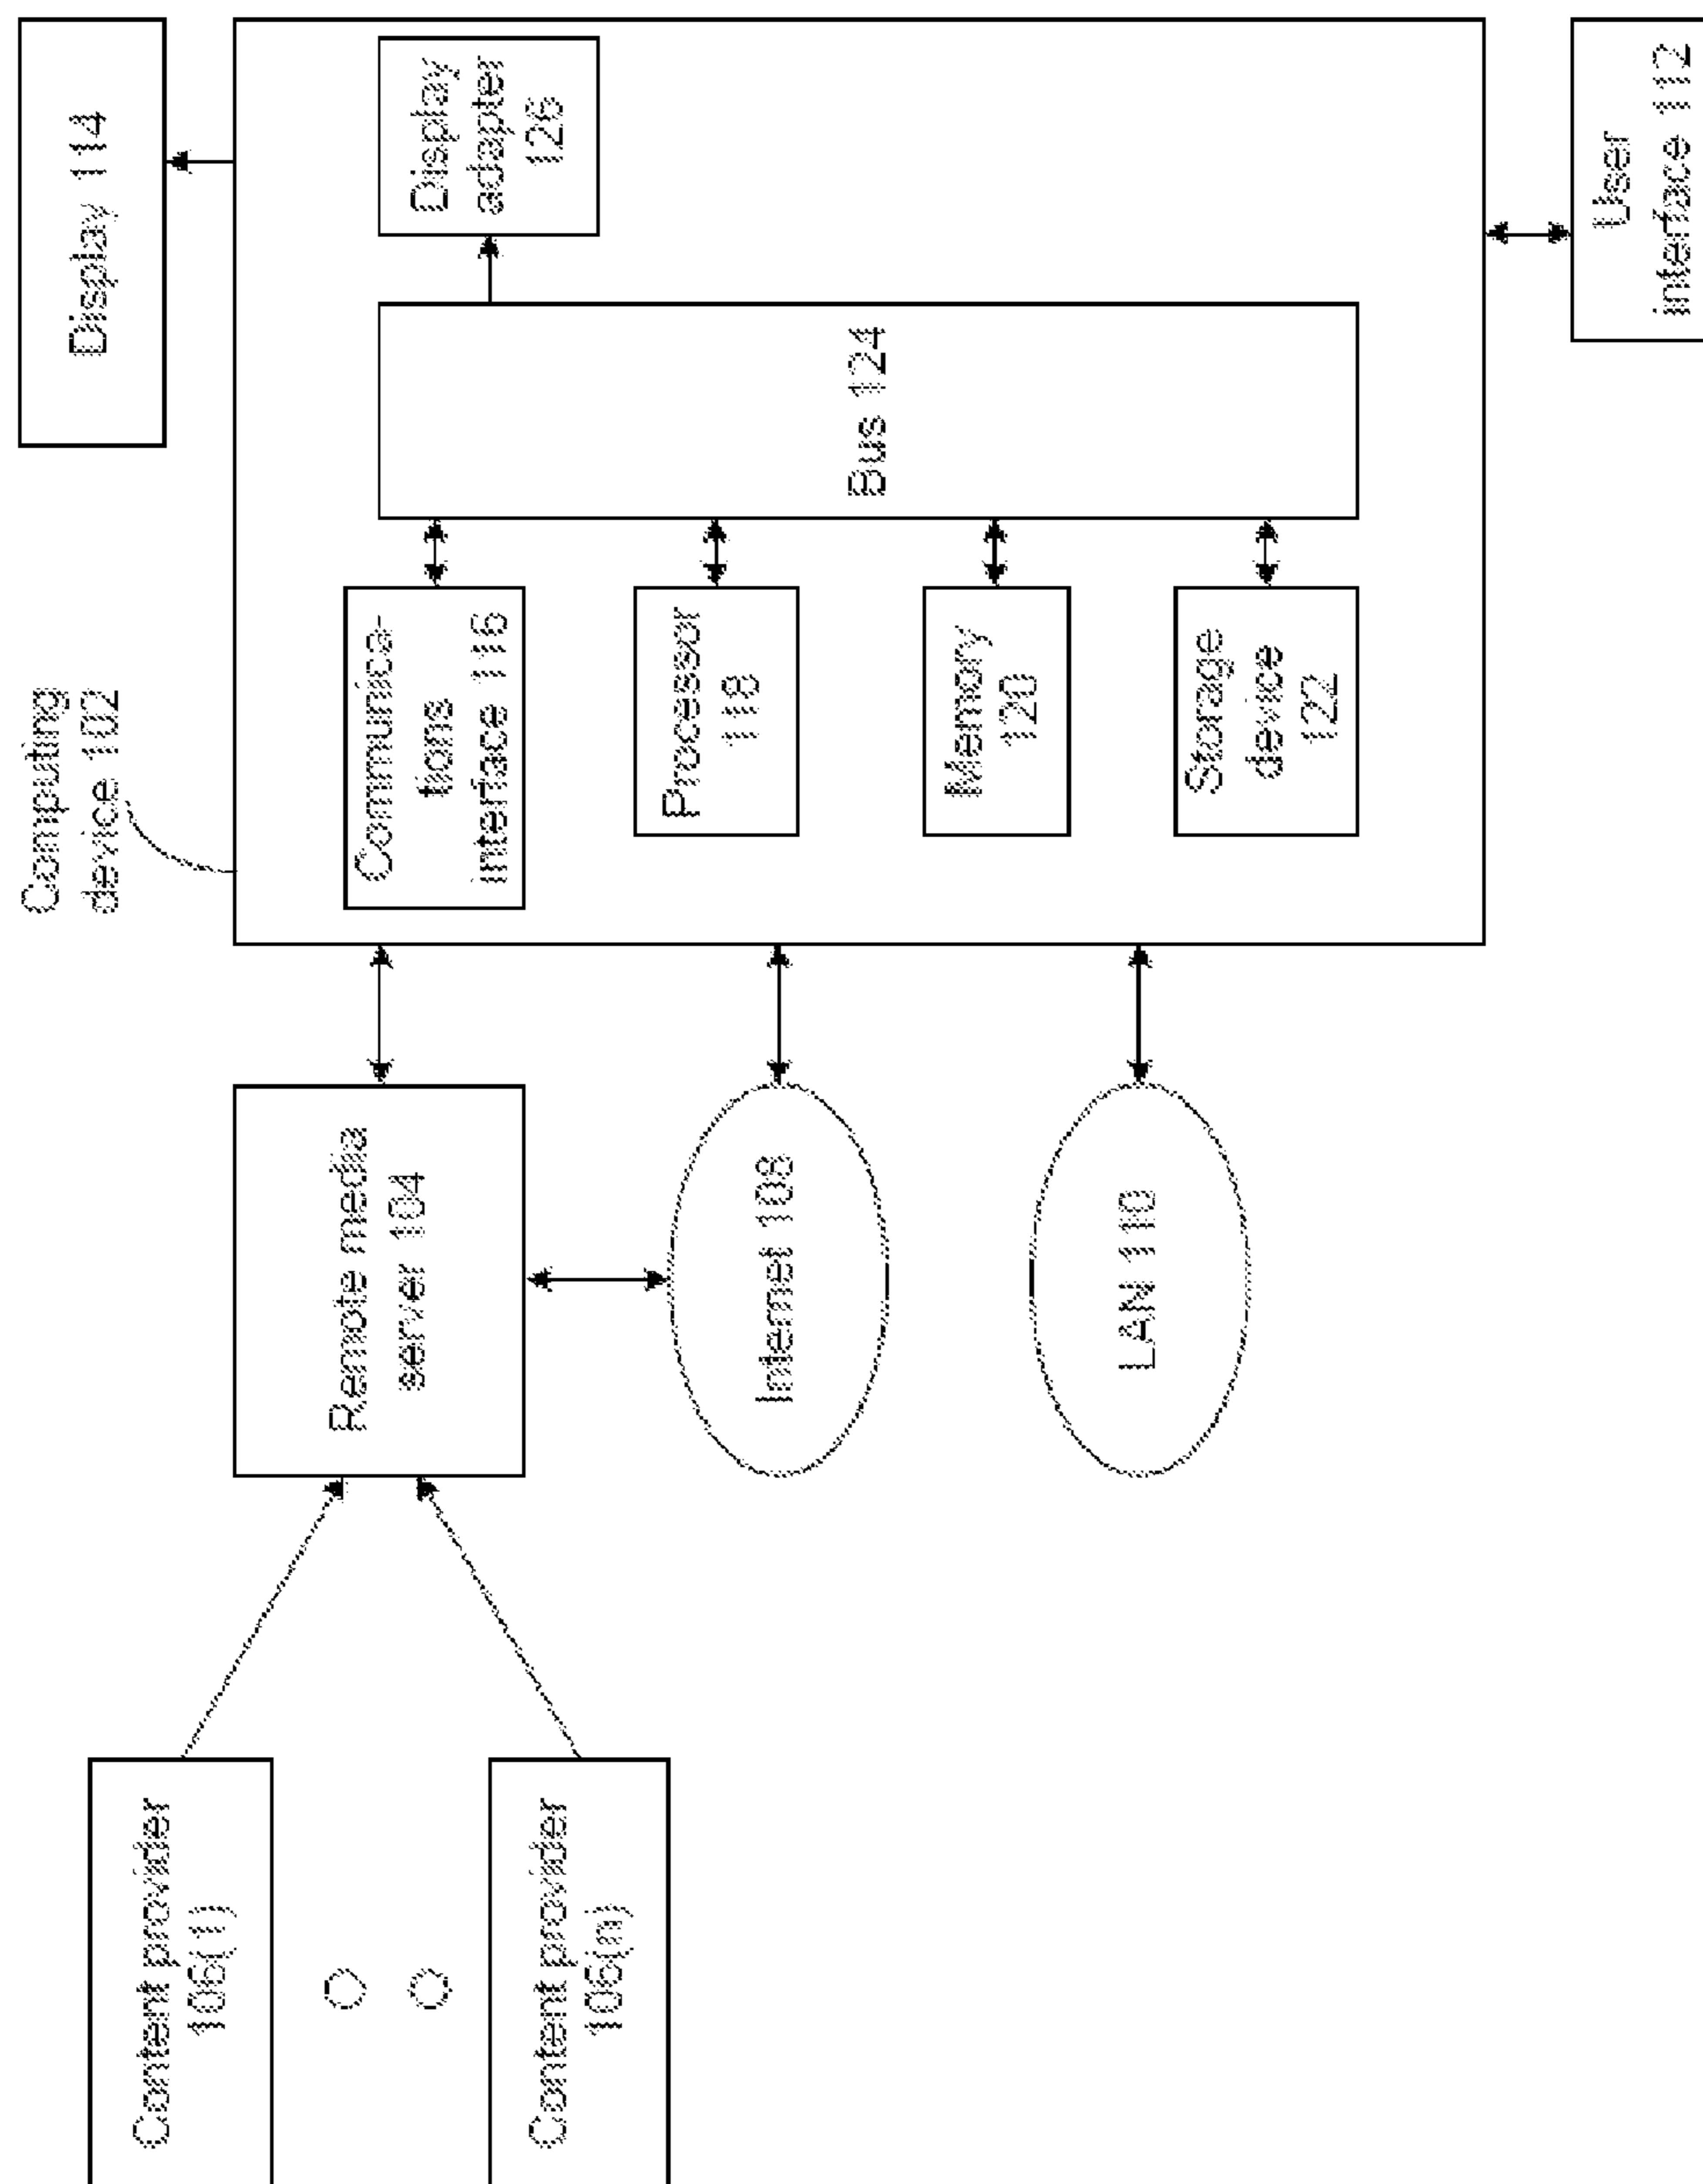 Content provider
106(1)
Content provider
106(n)
Remote media
server 104
Internet 108
LAN 110
Computing
device 102
Communica-
tions
interface 116
Processor
118
Memory
120
Storage
device
122
Bus 124
Display
adapter
126
Display 114
User
interface 112